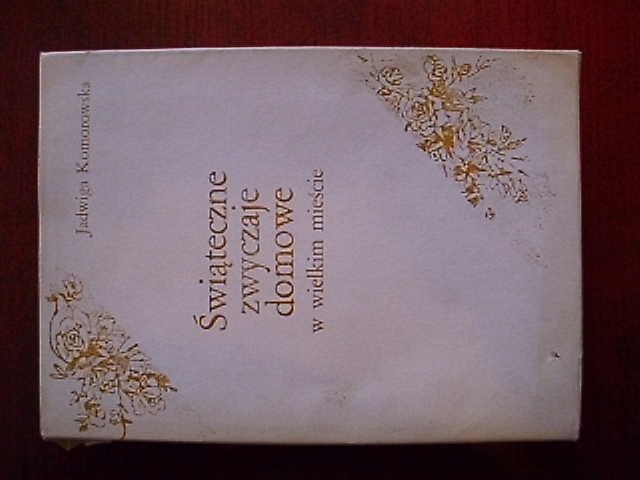 Jadwiga Komorowska
Świąteczne
zwyczaje
domowe
w wielkim mieście